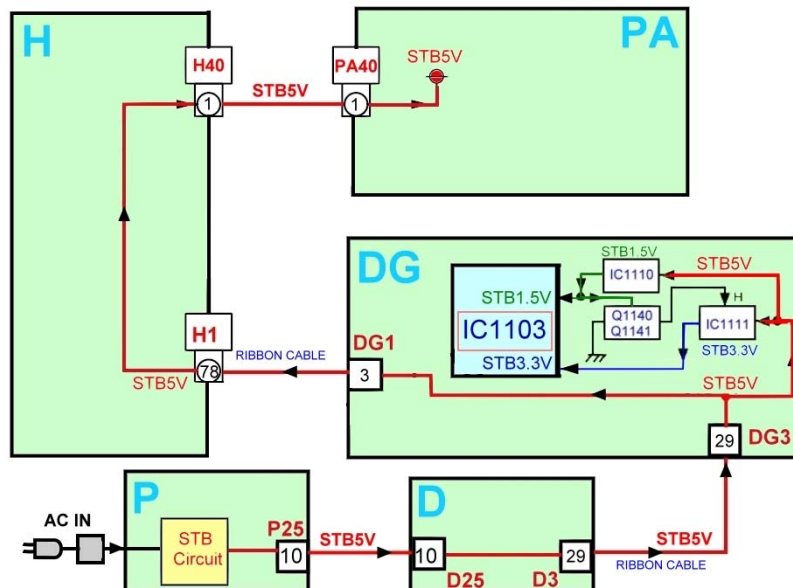 H
PA
H40
PA40
STB5V
1
STB5V
1
DG
STB1.5V
IC1110
STB5V
STB1.5V
IC1103
Q1140
Q1141
H
IC1111
STB3.3V
STB3.3V
H1
RIBBON CABLE
DG1
STB5V
78
3
STB5V
29
DG3
P
D
AC IN
STB
Circuit
P25
10
STB5V
10
D25
D3
29
STB5V
RIBBON CABLE